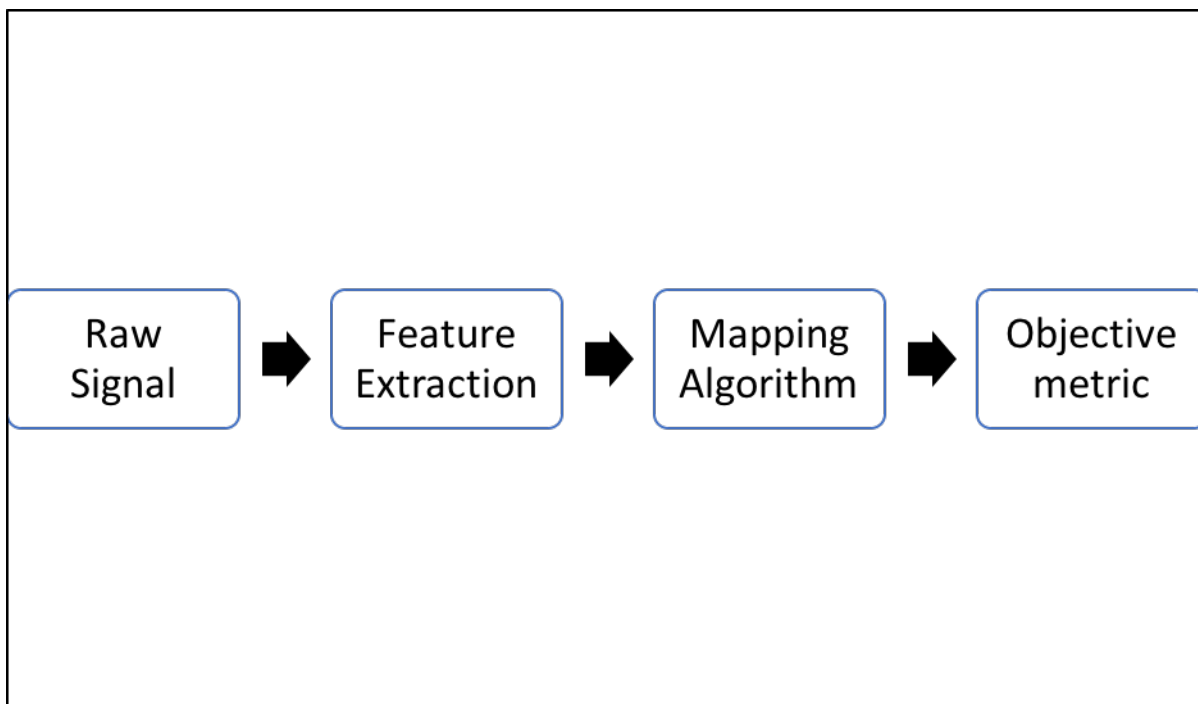 Raw
Signal
Feature
Extraction
Mapping
Algorithm
Objective
metric